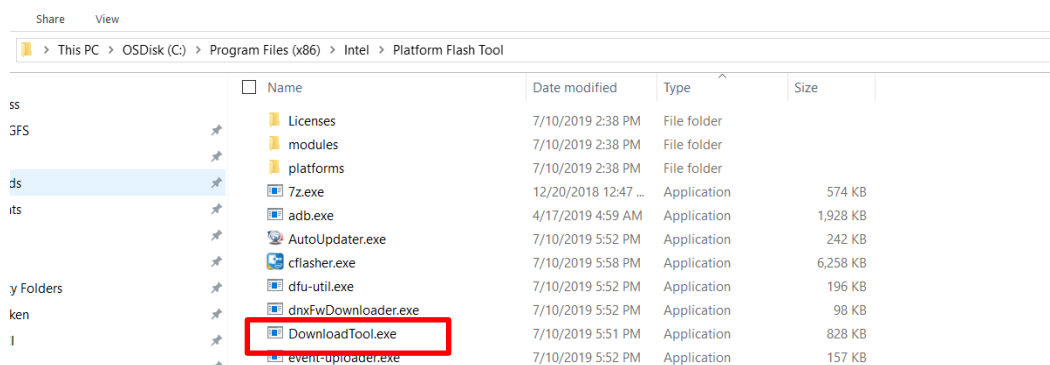 Share View
> This PC > OSDisk (C:) > Program Files (x86) > Intel > Platform Flash Tool
Name Date modified Type Size
ss
GFS
ds
ts
y Folders
ken
Licenses 7/10/2019 2:38 PM File folder
modules 7/10/2019 2:38 PM File folder
platforms 7/10/2019 2:38 PM File folder
7z.exe 12/20/2018 12:47 ... Application 574 KB
adb.exe 4/17/2019 4:59 AM Application 1,928 KB
AutoUpdater.exe 7/10/2019 5:52 PM Application 242 KB
cflasher.exe 7/10/2019 5:58 PM Application 6,258 KB
dfu-util.exe 7/10/2019 5:52 PM Application 196 KB
dnxFwDownloader.exe 7/10/2019 5:52 PM Application 98 KB
DownloadTool.exe 7/10/2019 5:51 PM Application 828 KB
event-uploader.exe 7/10/2019 5:52 PM Application 157 KB